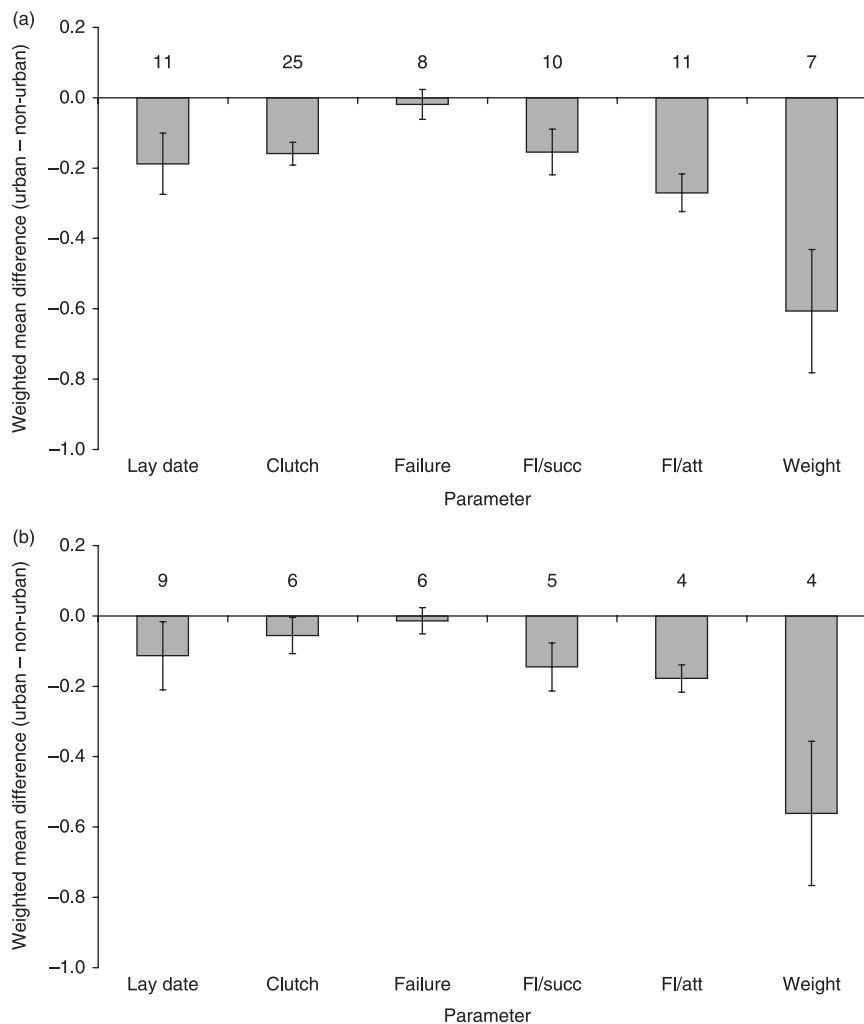 (a)
0.2
11 25 8 10 11 7
0.0
–0.2
–0.4
–0.6
–0.8
–1.0
Weighted mean difference (urban – non-urban)
Lay date Clutch Failure Fl/succ Fl/att Weight
Parameter
(b)
0.2
9 6 6 5 4 4
0.0
–0.2
–0.4
–0.6
–0.8
–1.0
Weighted mean difference (urban – non-urban)
Lay date Clutch Failure Fl/succ Fl/att Weight
Parameter